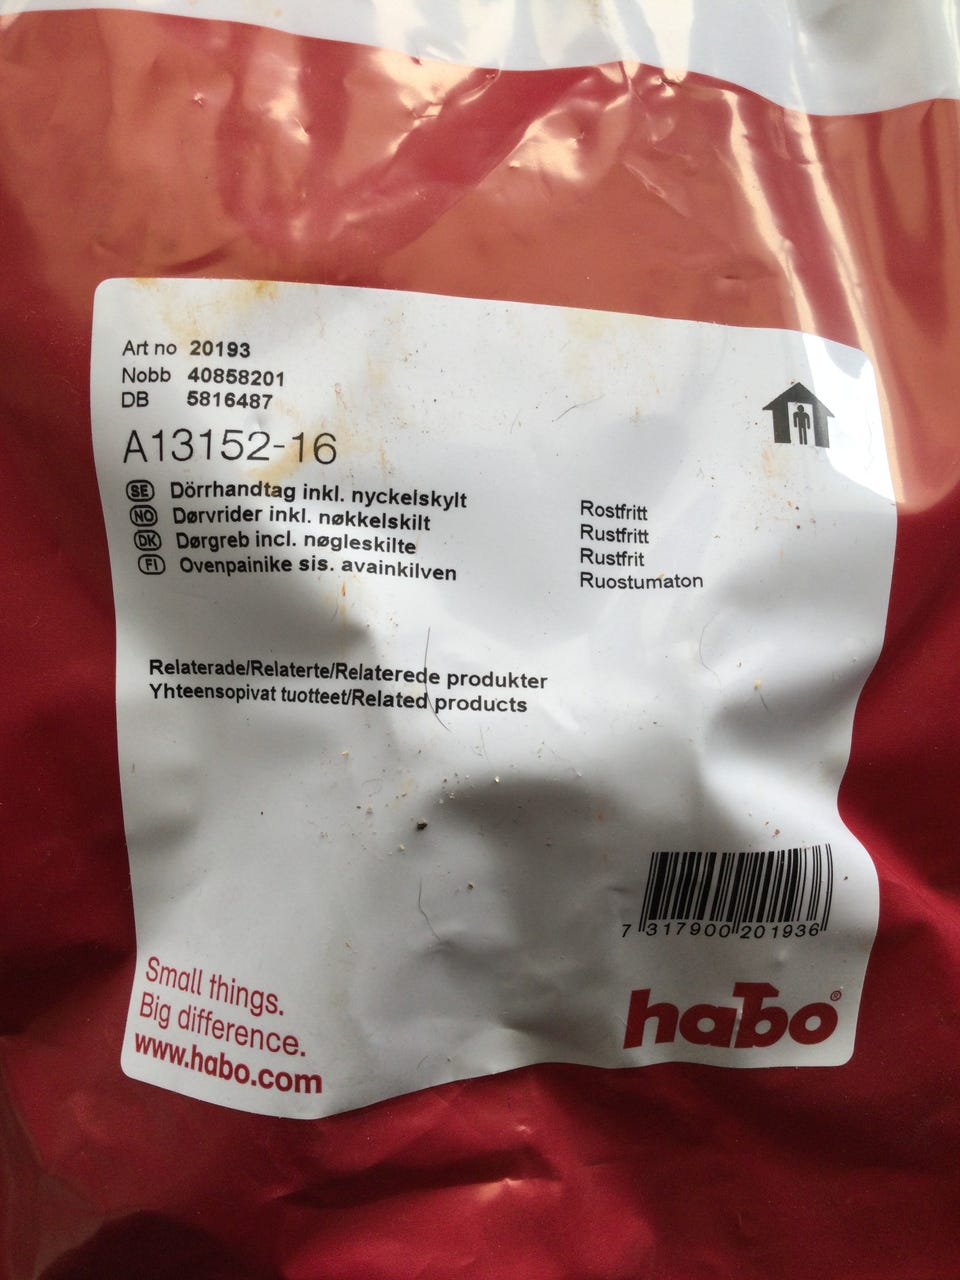 Art no 20193
Nobb 40858201
DB 5816487
A13152-16
SE Dörrhandtag inkl. nyckelskylt Rostfritt
NO Dørvrider inkl. nøkkelskilt Rustfritt
DK Dørgreb incl. nøgleskilte Rustfrit
FI Ovenpainike sis. avainkilven Ruostumaton
Relaterade/Relaterte/Relaterede produkter
Yhteensopivat tuotteet/Related products
7 317900 201936
Small things.
Big difference.
www.habo.com
habo®